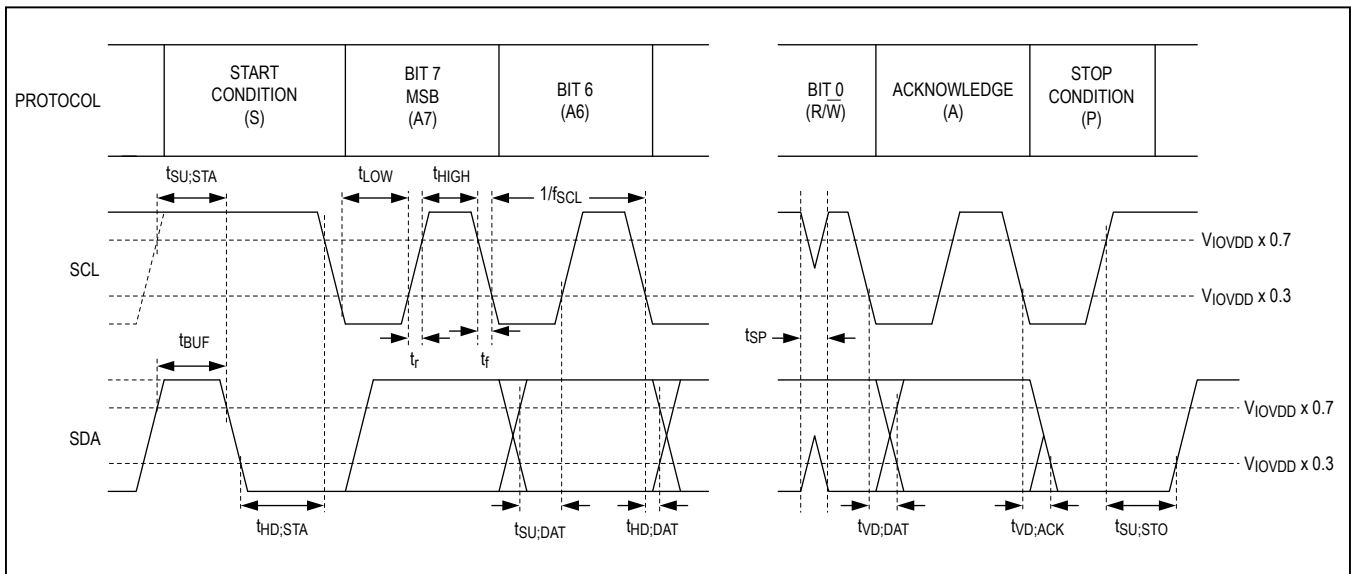 PROTOCOL
START
CONDITION
(S)
BIT 7
MSB
(A7)
BIT 6
(A6)
BIT 0
(R/W̅)
ACKNOWLEDGE
(A)
STOP
CONDITION
(P)
tSU;STA
tLOW
tHIGH
1/fSCL
SCL
VIOVDD x 0.7
VIOVDD x 0.3
tBUF
tr
tf
tSP
SDA
VIOVDD x 0.7
VIOVDD x 0.3
tHD;STA
tSU;DAT
tHD;DAT
tVD;DAT
tVD;ACK
tSU;STO